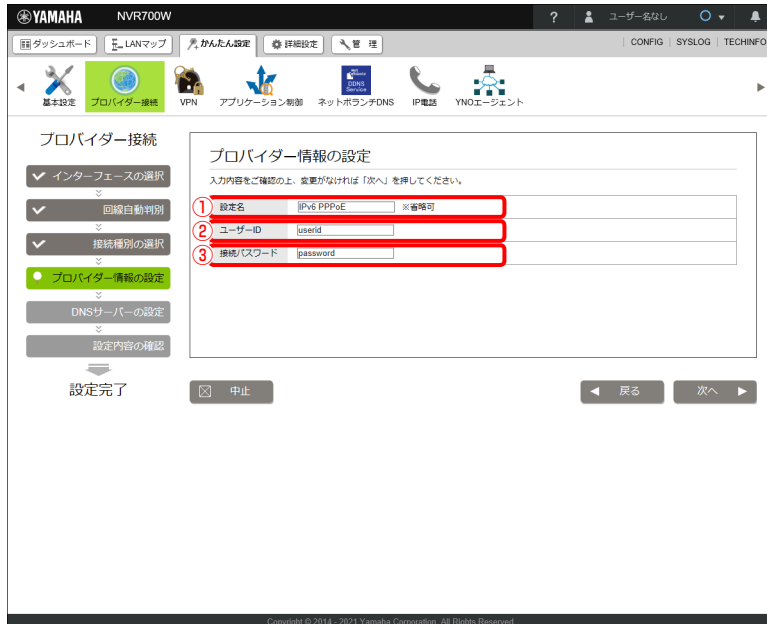 YAMAHA NVR700W ? ユーザー名なし
ダッシュボード LANマップ かんたん設定 詳細設定 管 理 CONFIG SYSLOG TECHINFO
基本設定 プロバイダー接続 VPN アプリケーション制御 ネットボランチDNS IP電話 YNOエージェント
DDNS
Service
プロバイダー接続
インターフェースの選択
回線自動判別
接続種別の選択
プロバイダー情報の設定
DNSサーバーの設定
設定内容の確認
設定完了
プロバイダー情報の設定
入力内容をご確認の上、変更がなければ「次へ」を押してください。
① 設定名 IPv6 PPPoE ※省略可
② ユーザーID userid
③ 接続パスワード password
中止 戻る 次へ
Copyright © 2014 - 2021 Yamaha Corporation. All Rights Reserved.